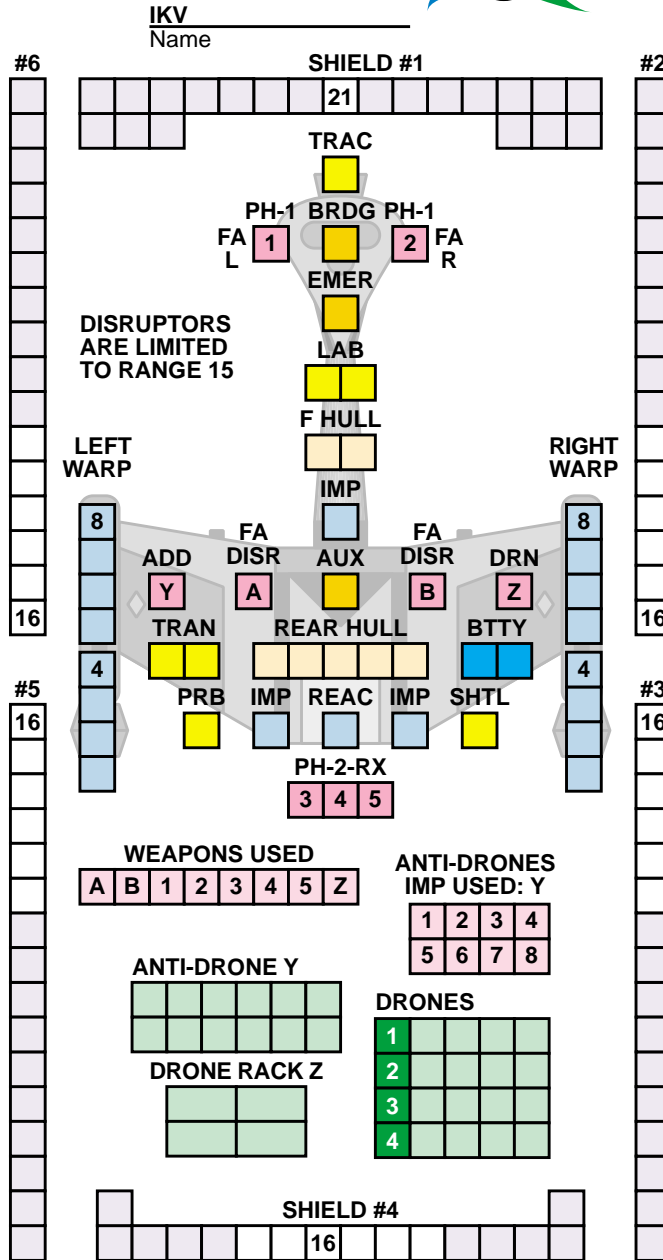 IKV
Name
#6 SHIELD #1 #2
21
TRAC
PH-1 BRDG PH-1
FA 1 2 FA
L R
EMER
DISRUPTORS
ARE LIMITED
TO RANGE 15
LAB
F HULL
LEFT
WARP
RIGHT
WARP
IMP
8 8
FA
DISR
FA
DISR
ADD AUX DRN
Y A B Z
16 16
TRAN REAR HULL BTTY
4 4
#5 #3
PRB IMP REAC IMP SHTL
16 16
PH-2-RX
3 4 5
WEAPONS USED
A B 1 2 3 4 5 Z
ANTI-DRONES
IMP USED: Y
1 2 3 4
5 6 7 8
ANTI-DRONE Y
DRONES
1
2
3
4
DRONE RACK Z
SHIELD #4
16